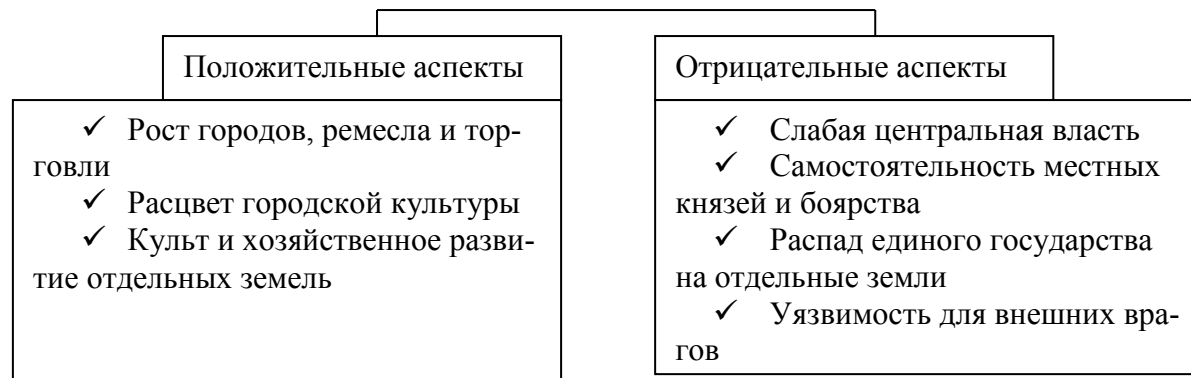 Положительные аспекты
✓ Рост городов, ремесла и тор-
говли
✓ Расцвет городской культуры
✓ Культ и хозяйственное разви-
тие отдельных земель
Отрицательные аспекты
✓ Слабая центральная власть
✓ Самостоятельность местных
князей и боярства
✓ Распад единого государства
на отдельные земли
✓ Уязвимость для внешних вра-
гов